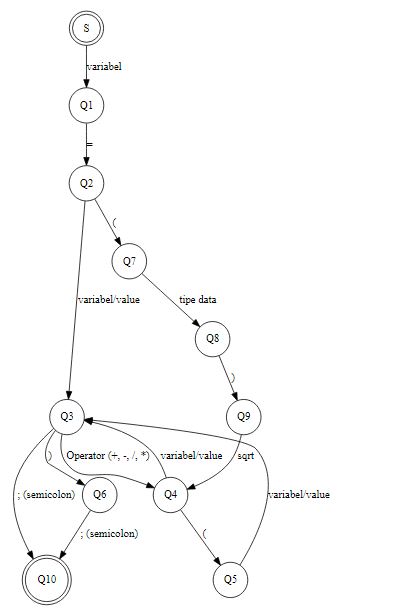 S
variabel
Q1
=
Q2
(
Q7
variabel/value
tipe data
Q8
)
Q3
Q9
) Operator (+, -, /, *) variabel/value sqrt
; (semicolon) Q6 Q4 variabel/value
; (semicolon) (
Q10 Q5